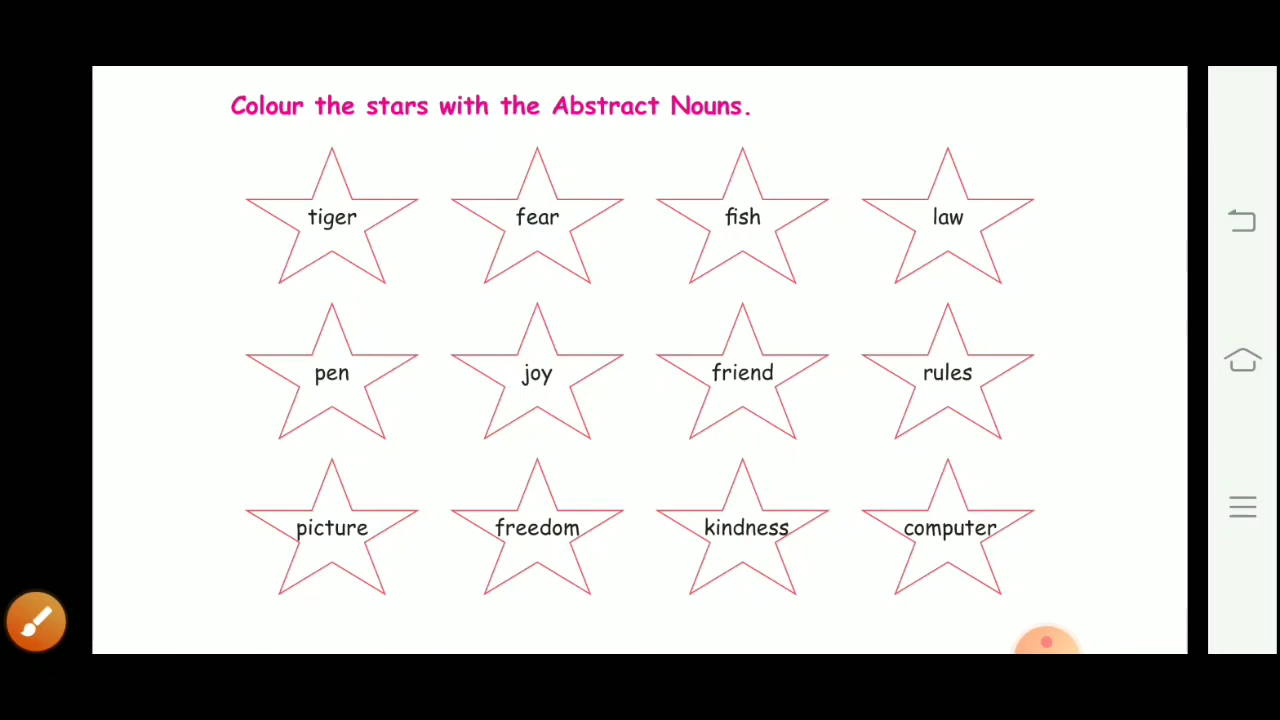 Colour the stars with the Abstract Nouns.
tiger fear fish law
pen joy friend rules
picture freedom kindness computer